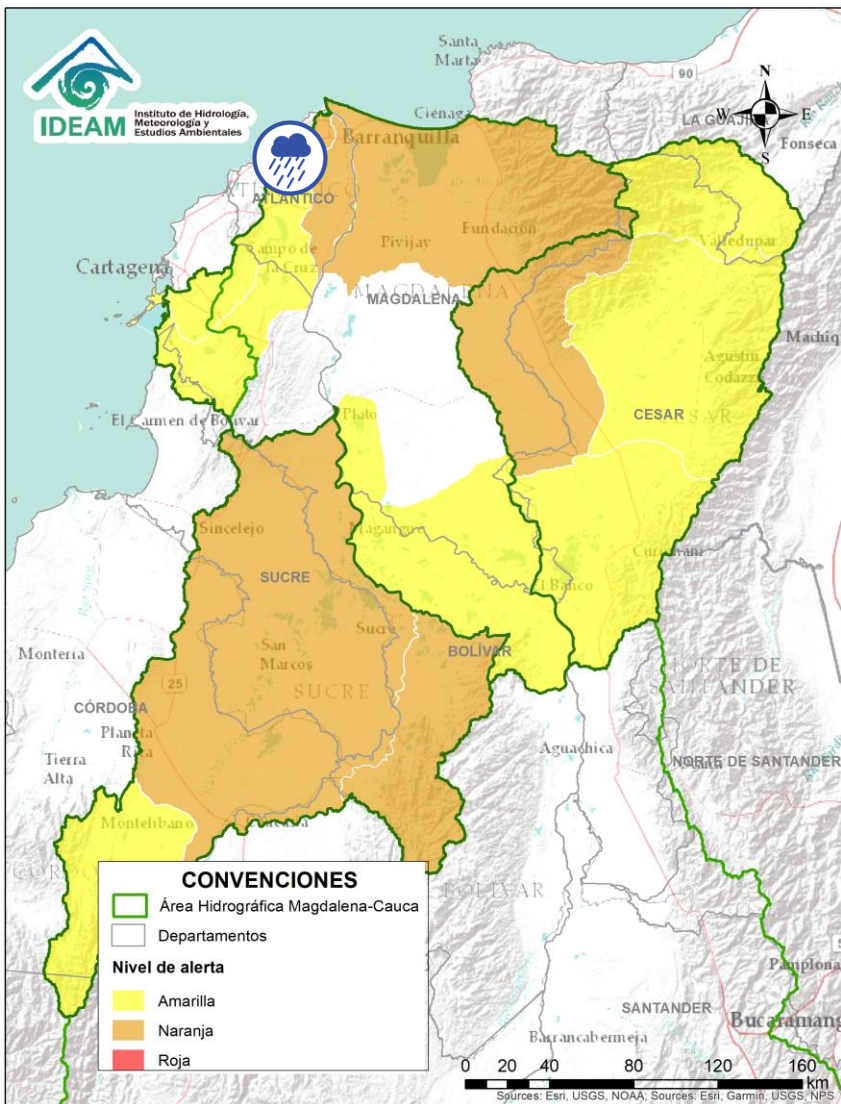 IDEAM
Instituto de Hidrología,
Meteorología y
Estudios Ambientales
Santa
Marta
90
N
W
E
S
LA GUAJIRA
Ciénaga
Barranquilla
Fonseca
ATLÁNTICO
Fundación
Valledupar
Pivijay
Campo de
la Cruz
Cartagena
MAGDALENA
MAGDALENA
Agustín
Codazzi
CESAR
Plato
El Carmen de Bolívar
Sincelejo
Magangué
SUCRE
El Banco
Sucre
San
Marcos
BOLÍVAR
Montería
SUCRE
NORTE DE
SANTANDER
25
CÓRDOBA
Planeta
Rica
Aguachica
NORTE DE SANTANDER
Tierra
Alta
Montelíbano
BOLÍVAR
CONVENCIONES
Área Hidrográfica Magdalena-Cauca
Departamentos
Nivel de alerta
Amarilla
Naranja
Roja
Pamplona
SANTANDER
Bucaramang
Barrancabermeja
0 20 40 80 120 160
km
Sources: Esri, USGS, NOAA; Sources: Esri, Garmin, USGS, NPS